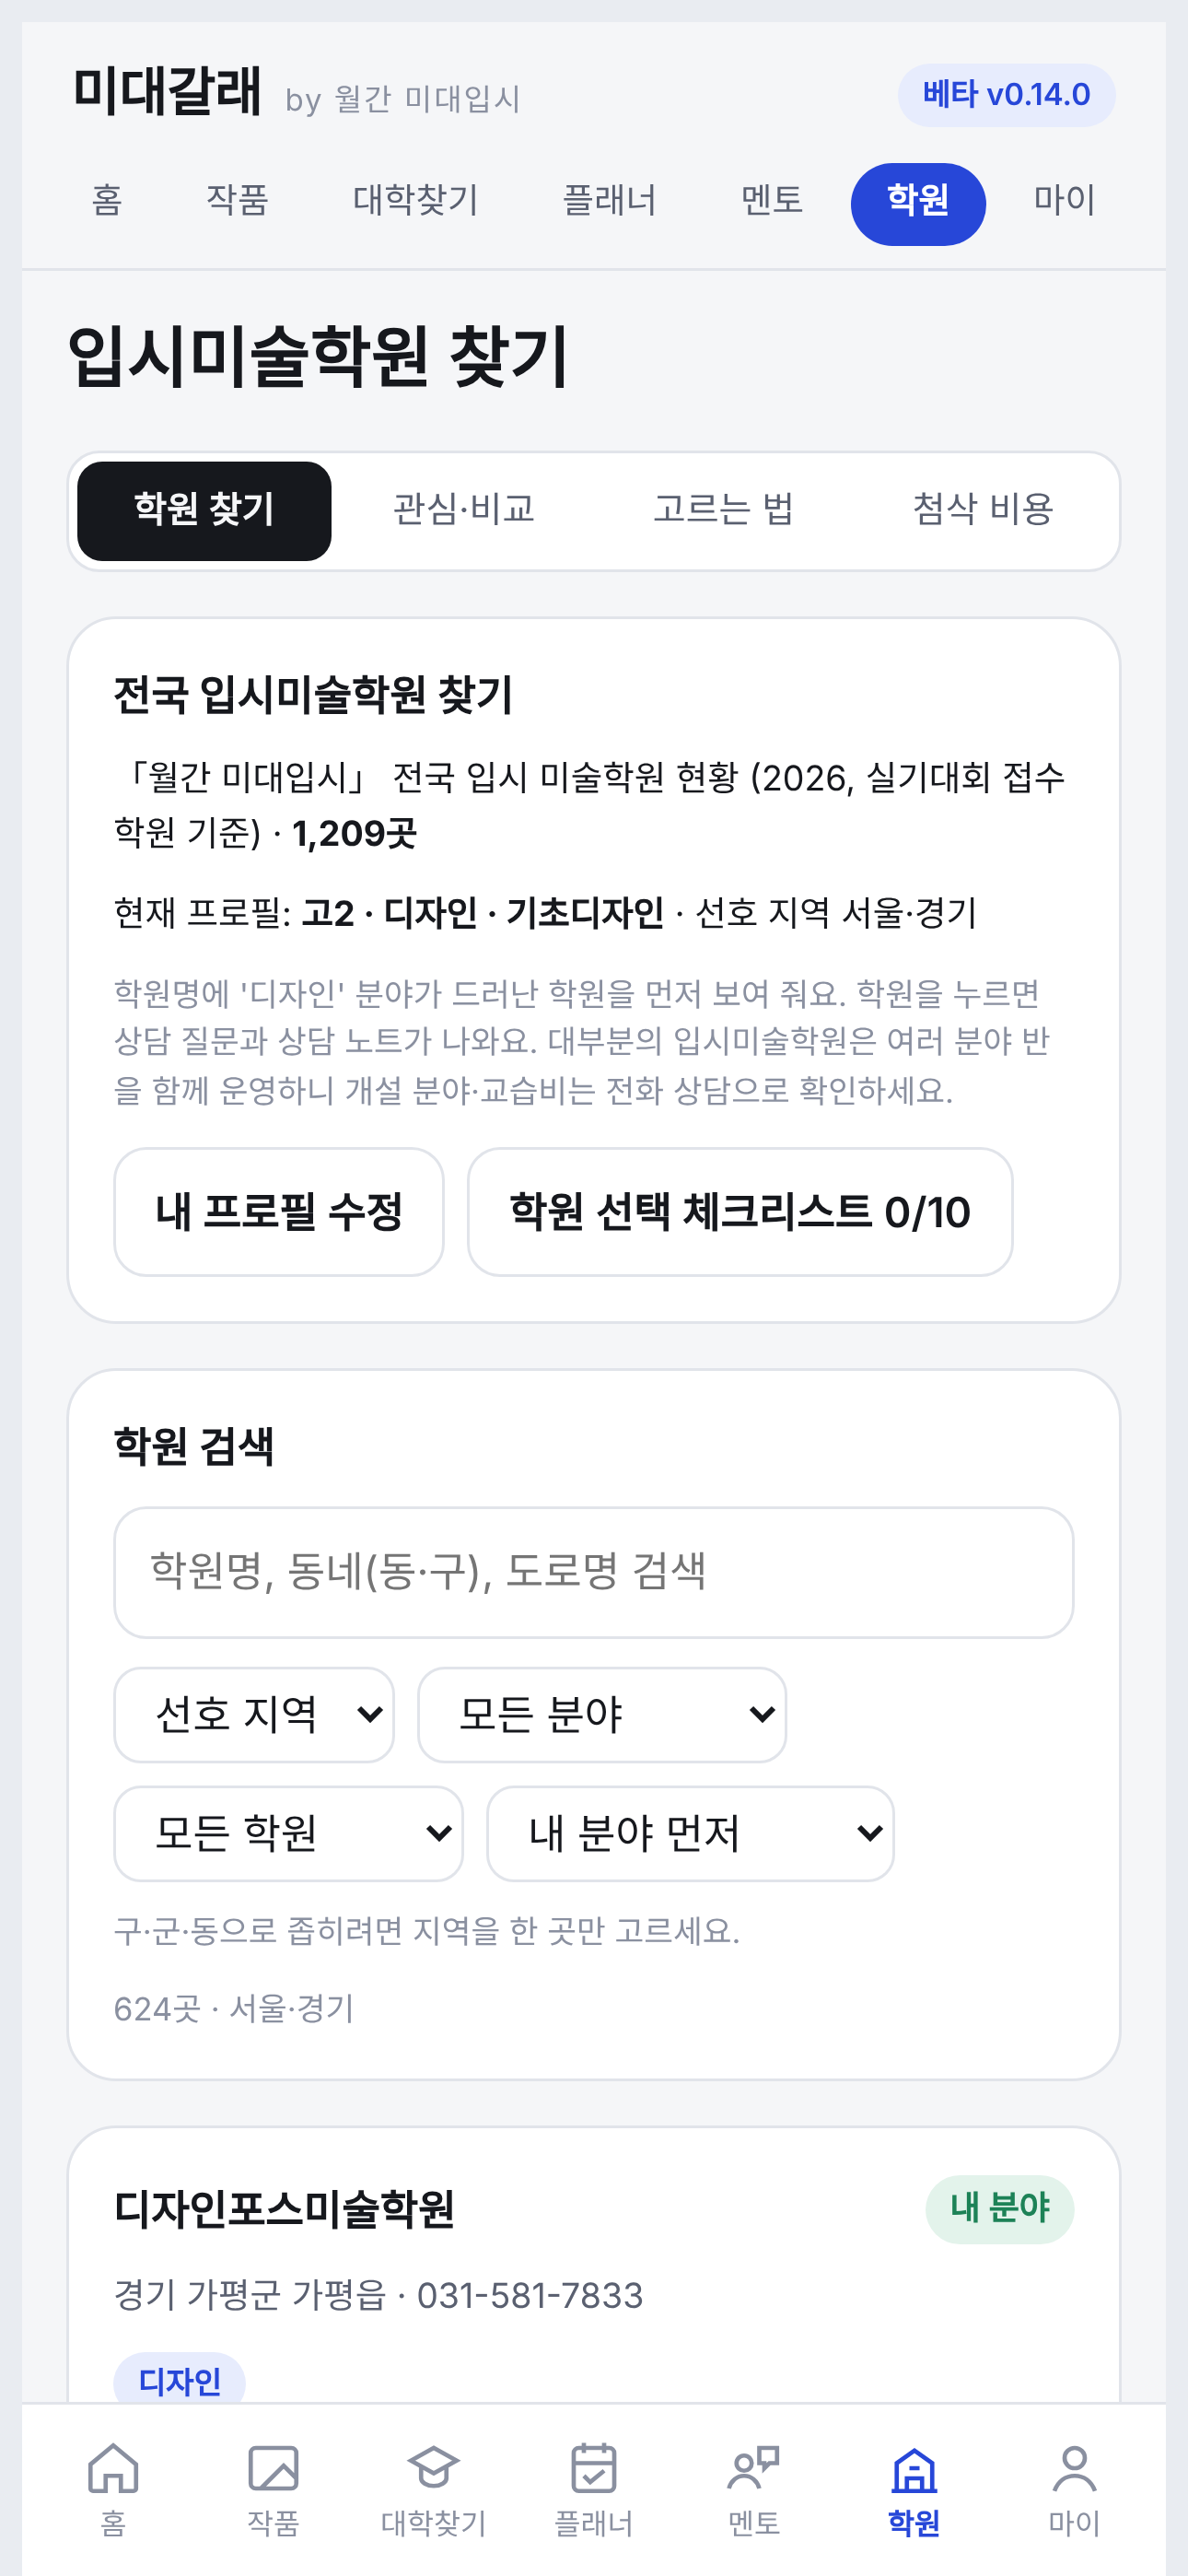 미대갈래 by 월간 미대입시
베타 v0.14.0
홈 작품 대학찾기 플래너 멘토 학원 마이
입시미술학원 찾기
학원 찾기 관심·비교 고르는 법 첨삭 비용
전국 입시미술학원 찾기
「월간 미대입시」 전국 입시 미술학원 현황 (2026, 실기대회 접수
학원 기준) · 1,209곳
현재 프로필: 고2 · 디자인 · 기초디자인 · 선호 지역 서울·경기
학원명에 '디자인' 분야가 드러난 학원을 먼저 보여 줘요. 학원을 누르면
상담 질문과 상담 노트가 나와요. 대부분의 입시미술학원은 여러 분야 반
을 함께 운영하니 개설 분야·교습비는 전화 상담으로 확인하세요.
내 프로필 수정 학원 선택 체크리스트 0/10
학원 검색
학원명, 동네(동·구), 도로명 검색
선호 지역 모든 분야
모든 학원 내 분야 먼저
구·군·동으로 좁히려면 지역을 한 곳만 고르세요.
624곳 · 서울·경기
디자인포스미술학원 내 분야
경기 가평군 가평읍 · 031-581-7833
디자인
홈 작품 대학찾기 플래너 멘토 학원 마이